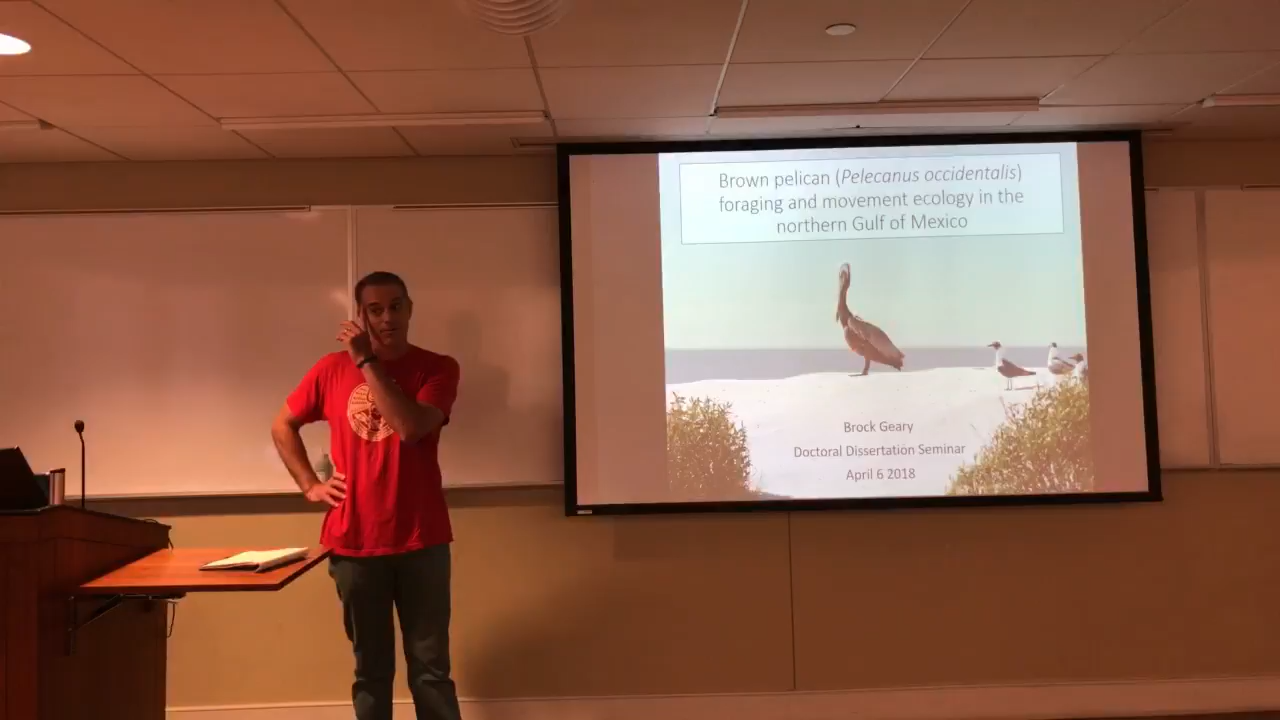 Brown pelican (Pelecanus occidentalis)
foraging and movement ecology in the
northern Gulf of Mexico
Brock Geary
Doctoral Dissertation Seminar
April 6 2018